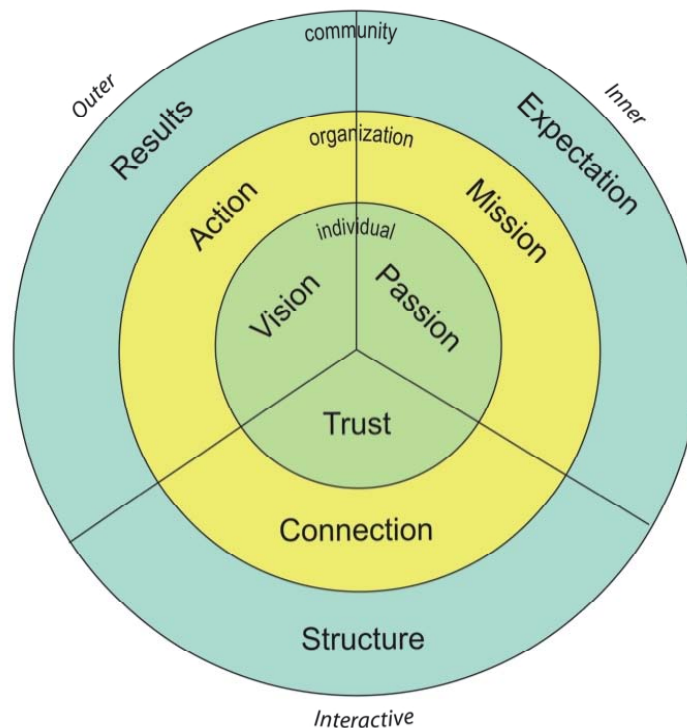 community
Outer
Inner
Results
Expectation
organization
Action
Mission
individual
Vision
Passion
Trust
Connection
Structure
Interactive